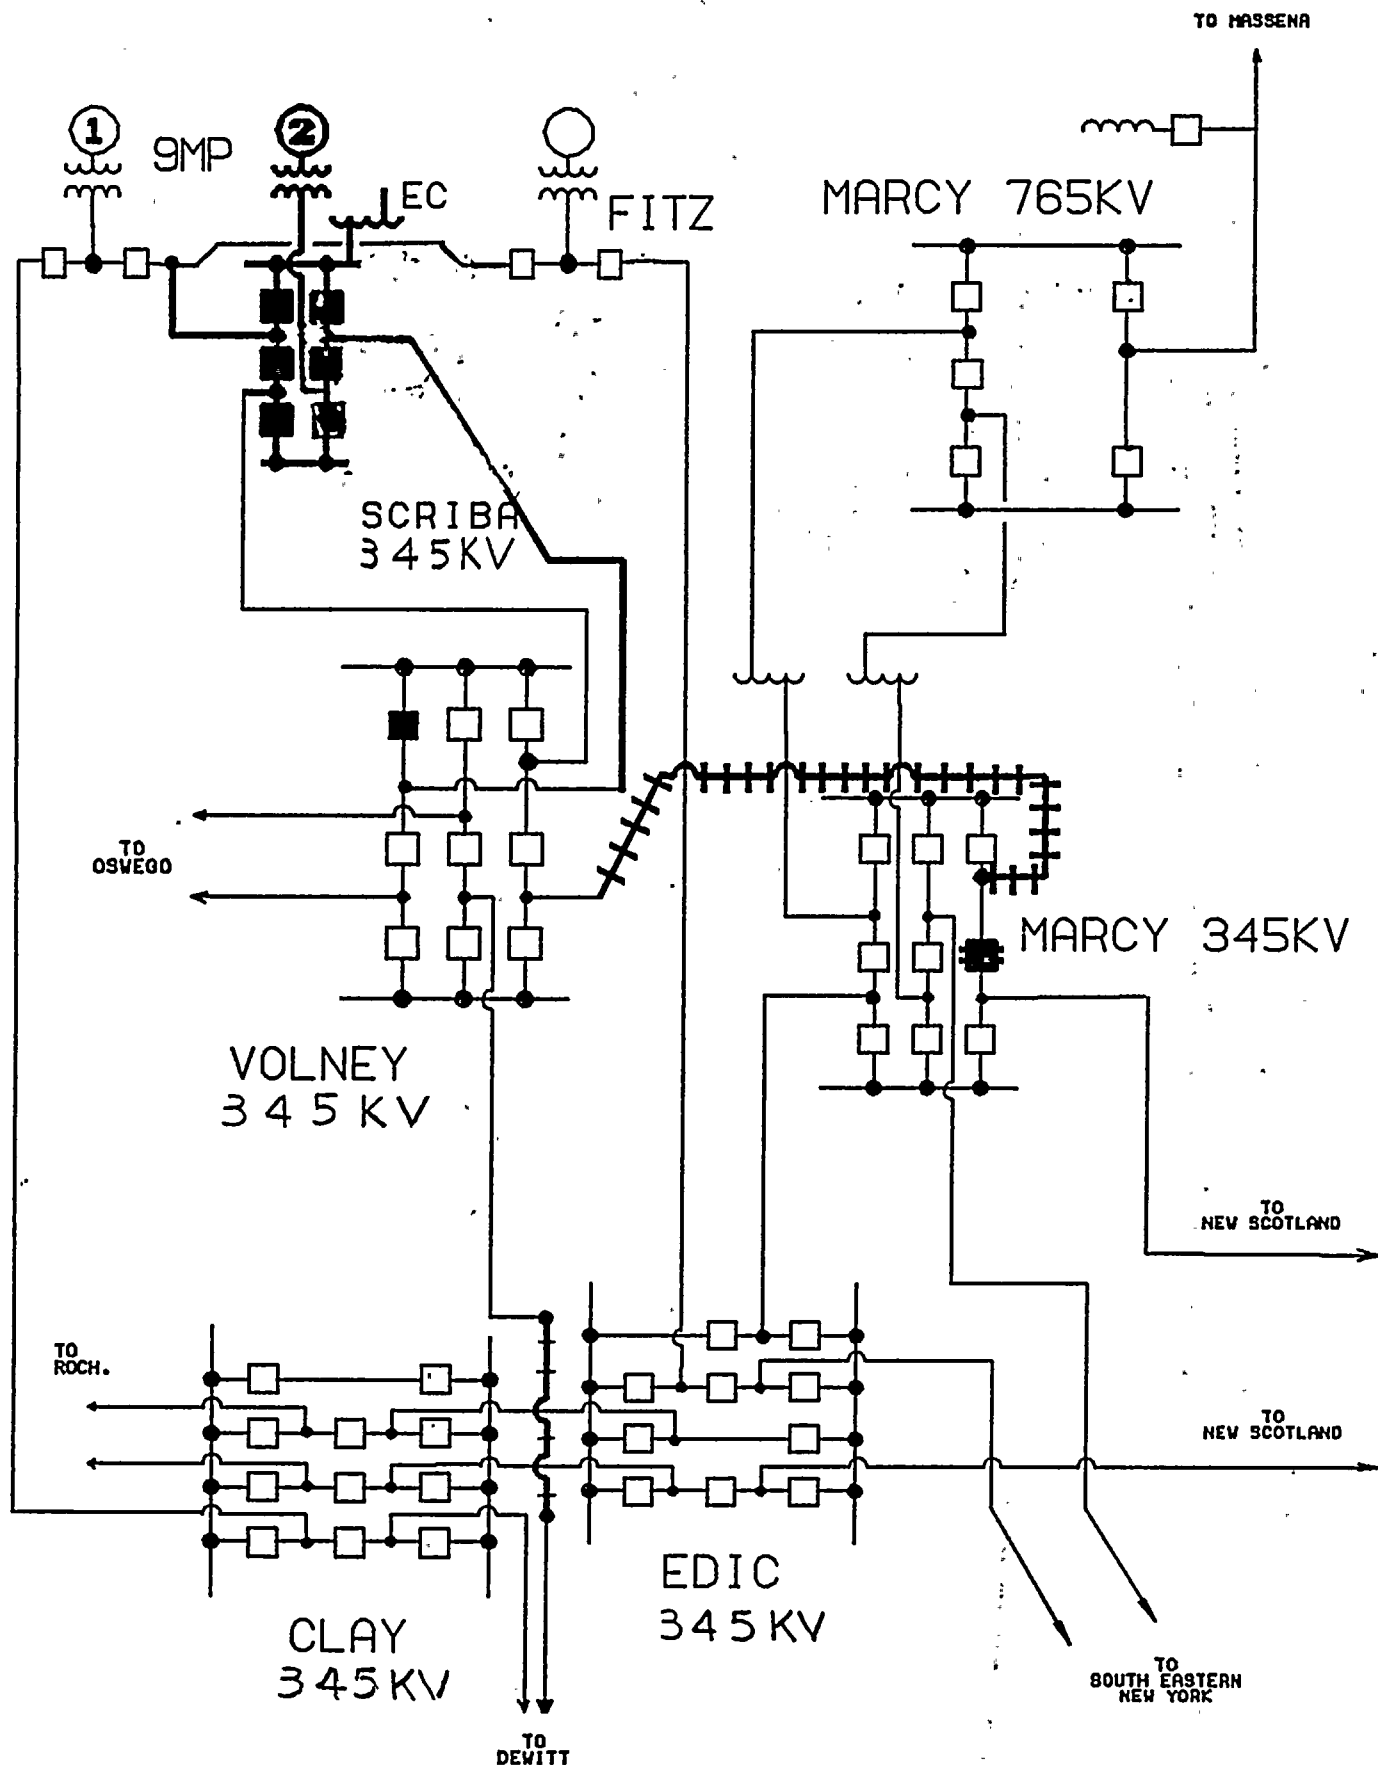 TO MASSENA
1
9MP
2
EC
FITZ
MARCY 765KV
SCRIBA
345KV
TO
OSWEGO
MARCY 345KV
VOLNEY
345KV
TO
NEW SCOTLAND
TO
ROCH.
TO
NEW SCOTLAND
EDIC
345KV
CLAY
345KV
TO
SOUTH EASTERN
NEW YORK
TO
DEWITT